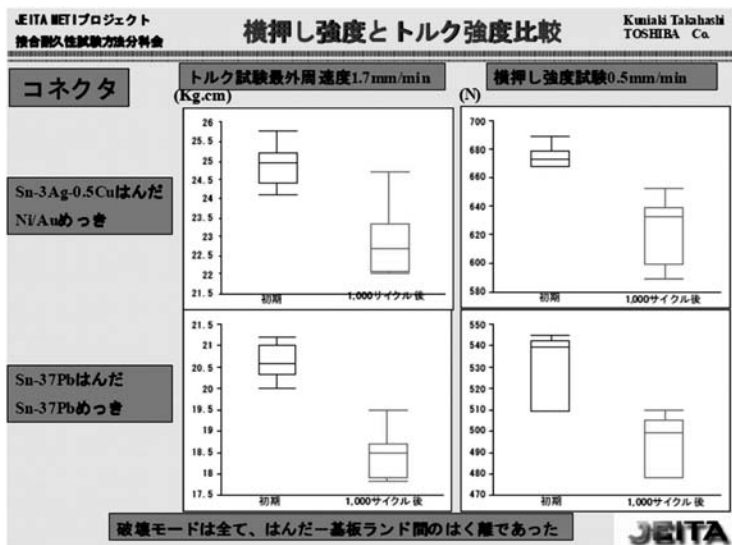 JEITA METIプロジェクト
接合耐久性試験方法分科会
横押し強度とトルク強度比較
Kuniaki Takahashi
TOSHIBA Co.
コネクタ
トルク試験最外周速度1.7mm/min
(Kg.cm)
横押し強度試験0.5mm/min
(N)
Sn-3Ag-0.5Cuはんだ
Ni/Auめっき
26
25.5
25
24.5
24
23.5
23
22.5
22
21.5
初期
1,000サイクル後
700
680
660
640
620
600
580
初期
1,000サイクル後
Sn-37Pbはんだ
Sn-37Pbめっき
21.5
21
20.5
20
19.5
19
18.5
18
17.5
初期
1,000サイクル後
550
540
530
520
510
500
490
480
470
初期
1,000サイクル後
破壊モードは全て、はんだー基板ランド間のはく離であった
JEITA